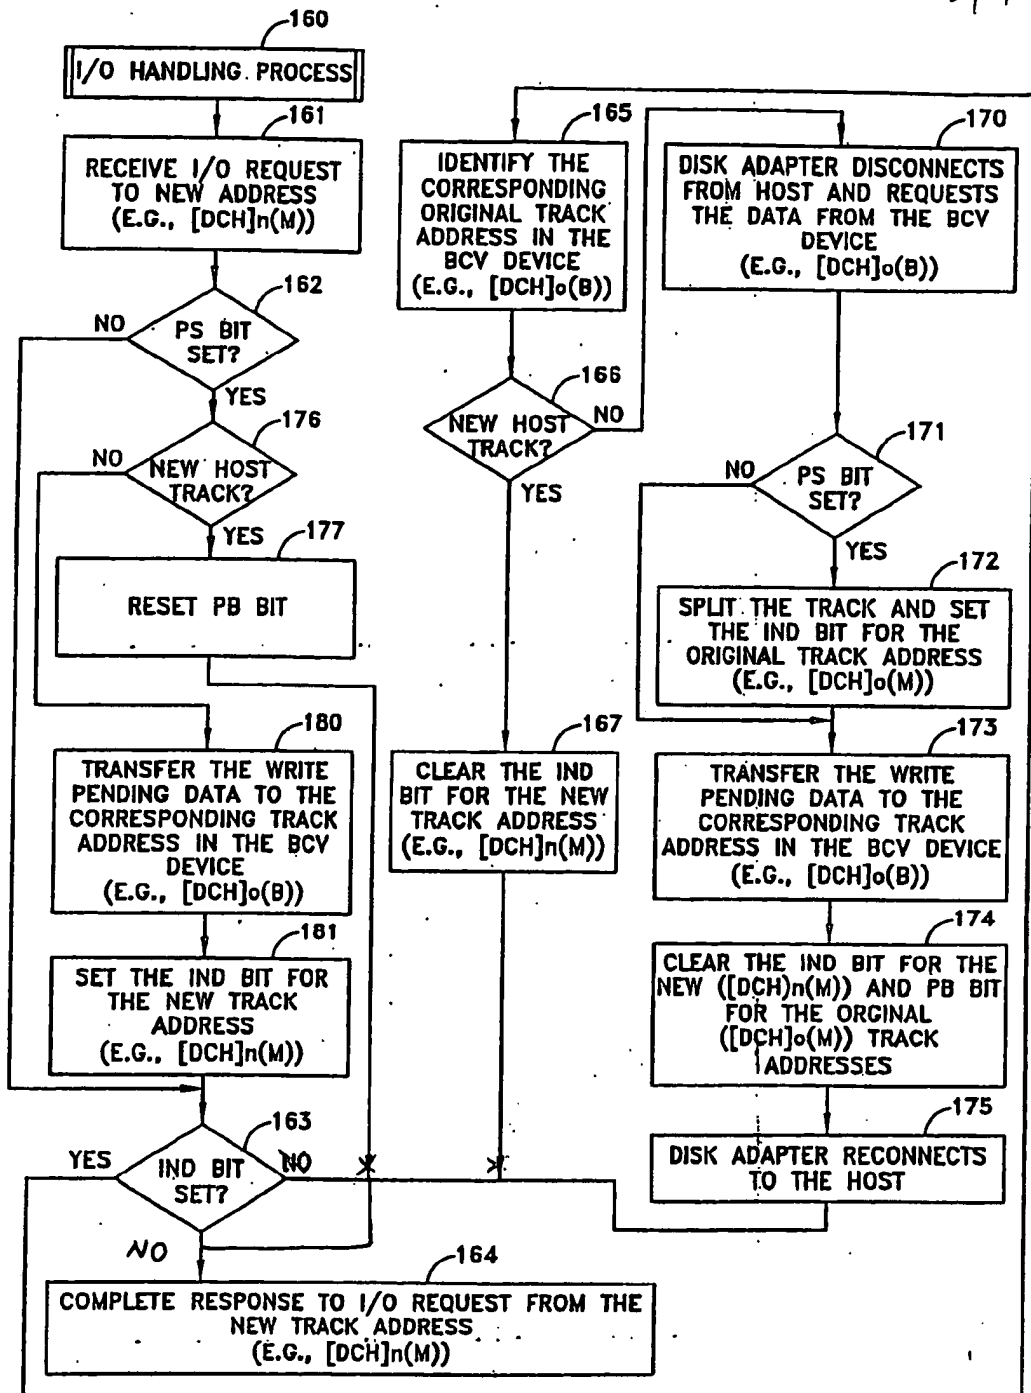 160
I/O HANDLING PROCESS
161
RECEIVE I/O REQUEST
TO NEW ADDRESS
(E.G., [DCH]n(M))
162
NO
PS BIT
SET?
YES
176
NO
NEW HOST
TRACK?
YES
177
RESET PB BIT
180
TRANSFER THE WRITE
PENDING DATA TO THE
CORRESPONDING TRACK
ADDRESS IN THE BCV
DEVICE
(E.G., [DCH]o(B))
181
SET THE IND BIT FOR
THE NEW TRACK
ADDRESS
(E.G., [DCH]n(M))
163
YES
IND BIT
SET?
NO
NO
164
COMPLETE RESPONSE TO I/O REQUEST FROM THE
NEW TRACK ADDRESS
(E.G., [DCH]n(M))
165
IDENTIFY THE
CORRESPONDING
ORIGINAL TRACK
ADDRESS IN THE
BCV DEVICE
(E.G., [DCH]o(B))
166
NEW HOST
TRACK?
NO
YES
167
CLEAR THE IND
BIT FOR THE NEW
TRACK ADDRESS
(E.G., [DCH]n(M))
170
DISK ADAPTER DISCONNECTS
FROM HOST AND REQUESTS
THE DATA FROM THE BCV
DEVICE
(E.G., [DCH]o(B))
171
NO
PS BIT
SET?
YES
172
SPLIT THE TRACK AND SET
THE IND BIT FOR THE
ORIGINAL TRACK ADDRESS
(E.G., [DCH]o(M))
173
TRANSFER THE WRITE
PENDING DATA TO THE
CORRESPONDING TRACK
ADDRESS IN THE BCV DEVICE
(E.G., [DCH]o(B))
174
CLEAR THE IND BIT FOR THE
NEW ([DCH)n(M)) AND PB BIT
FOR THE ORGINAL
([DCH]o(M)) TRACK
ADDRESSES
175
DISK ADAPTER RECONNECTS
TO THE HOST